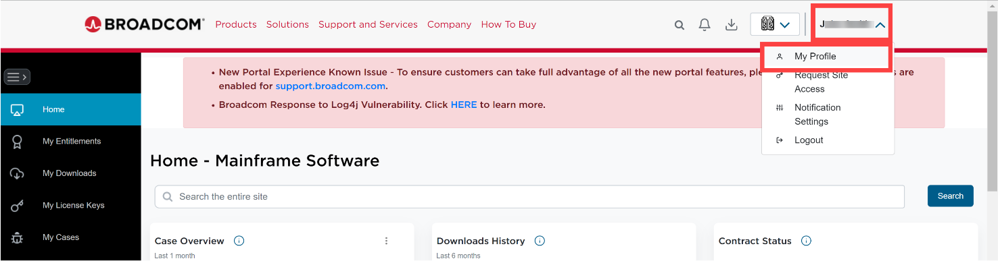 BROADCOM® Products Solutions Support and Services Company How To Buy
My Profile
Request Site
Access
Notification
Settings
Logout
• New Portal Experience Known Issue - To ensure customers can take full advantage of all the new portal features, are
enabled for support.broadcom.com.
• Broadcom Response to Log4j Vulnerability. Click HERE to learn more.
Home
My Entitlements
My Downloads
My License Keys
My Cases
Home - Mainframe Software
Search the entire site
Search
Case Overview
Last 1 month
Downloads History
Last 6 months
Contract Status